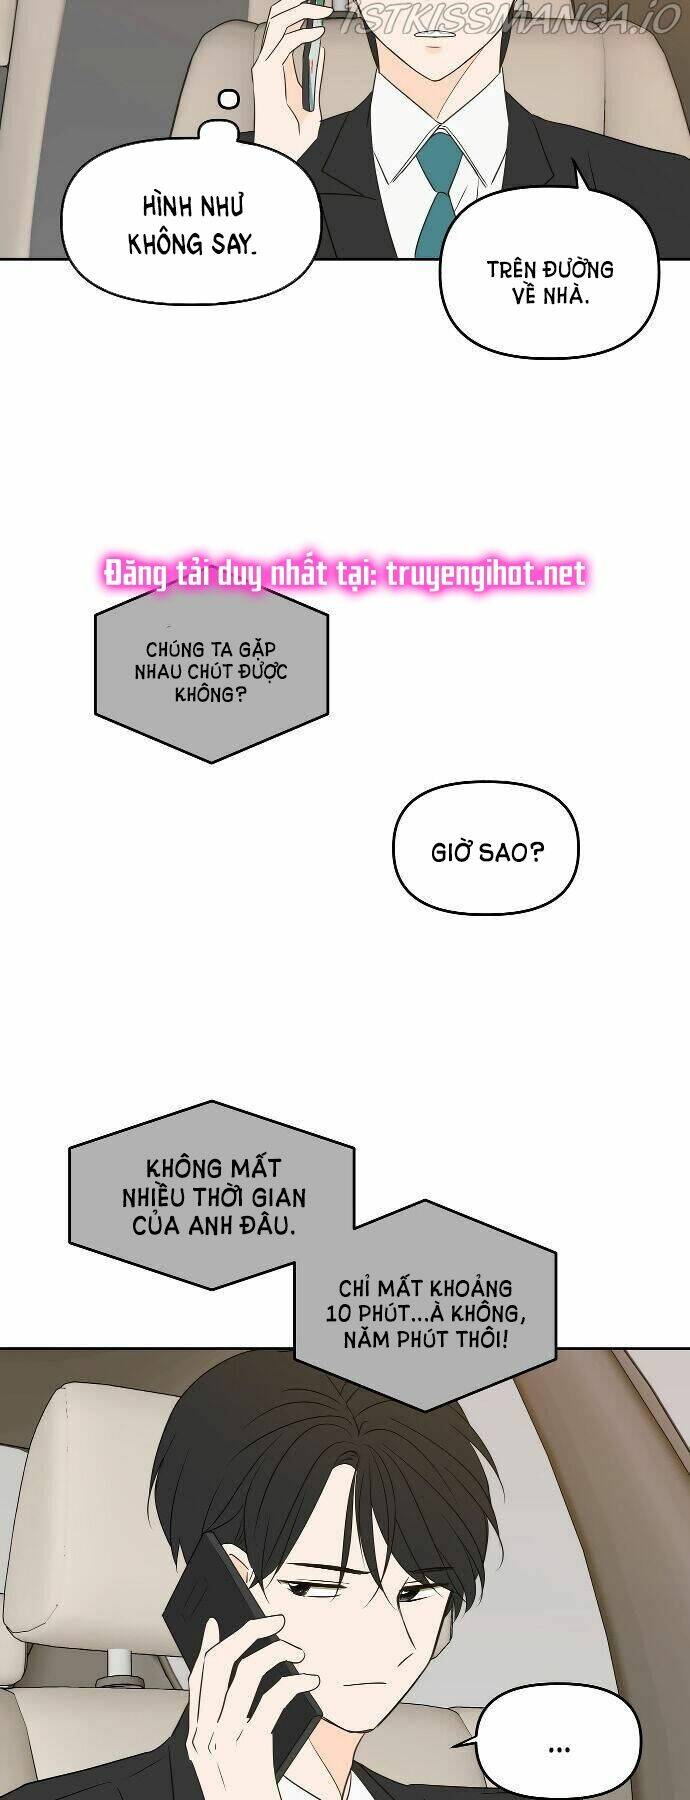 1STKISSMANGA.IO
HÌNH NHƯ
KHÔNG SAY.
TRÊN ĐƯỜNG
VỀ NHÀ.
Đăng tải duy nhất tại: truyengihot.net
CHÚNG TA GẶP
NHAU CHÚT ĐƯỢC
KHÔNG?
GIỜ SAO?
KHÔNG MẤT
NHIỀU THỜI GIAN
CỦA ANH ĐÂU.
CHỈ MẤT KHOẢNG
10 PHÚT...À KHÔNG,
NĂM PHÚT THÔI!
...